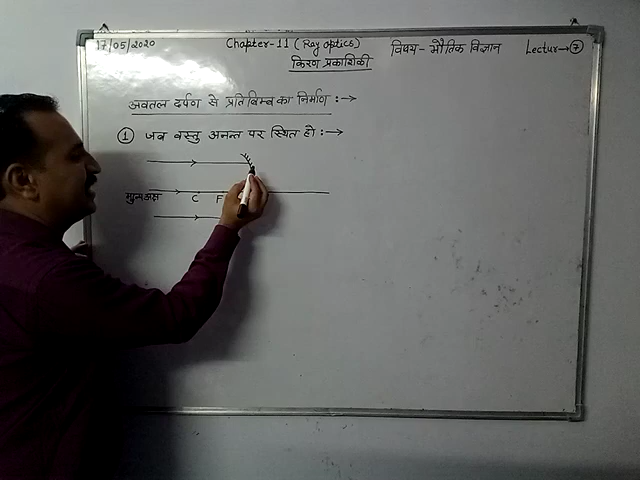 17/05/2020 Chapter-11 (Ray optics) विषय- भौतिक विज्ञान Lectur→7
किरण प्रकाशिकी
अवतल दर्पण से प्रतिबिम्ब का निर्माण :→
1 जब वस्तु अनन्त पर स्थित हो :→
मुख्य अक्ष C F